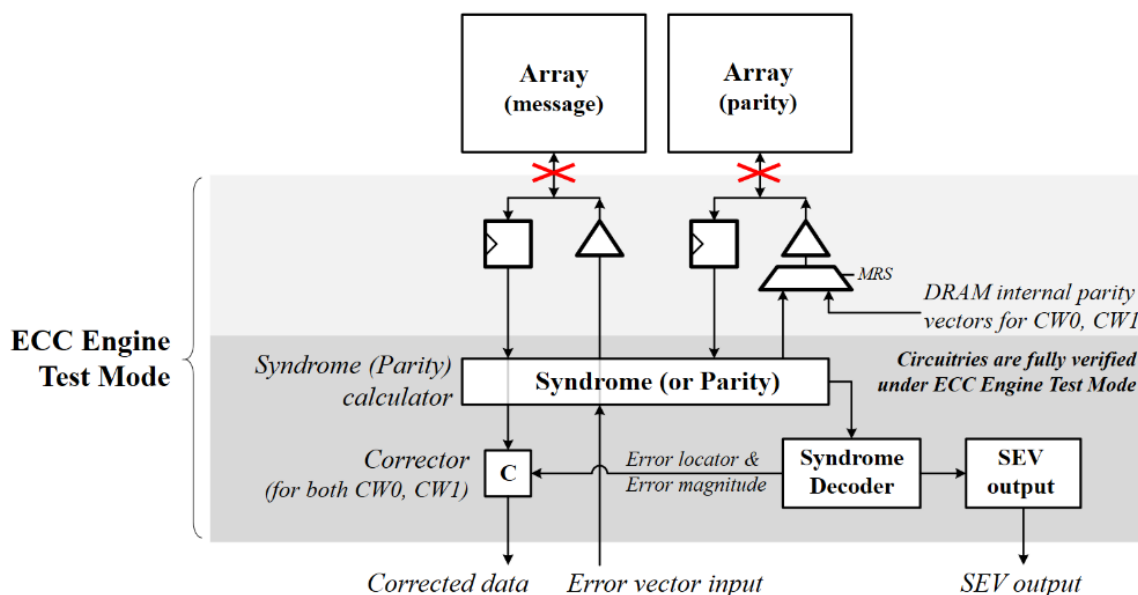 Array
(message)
Array
(parity)
MRS
DRAM internal parity
vectors for CW0, CW1
ECC Engine
Test Mode
Circuitries are fully verified
under ECC Engine Test Mode
Syndrome (Parity)
calculator
Syndrome (or Parity)
Corrector
(for both CW0, CW1)
C
Error locator &
Error magnitude
Syndrome
Decoder
SEV
output
Corrected data
Error vector input
SEV output